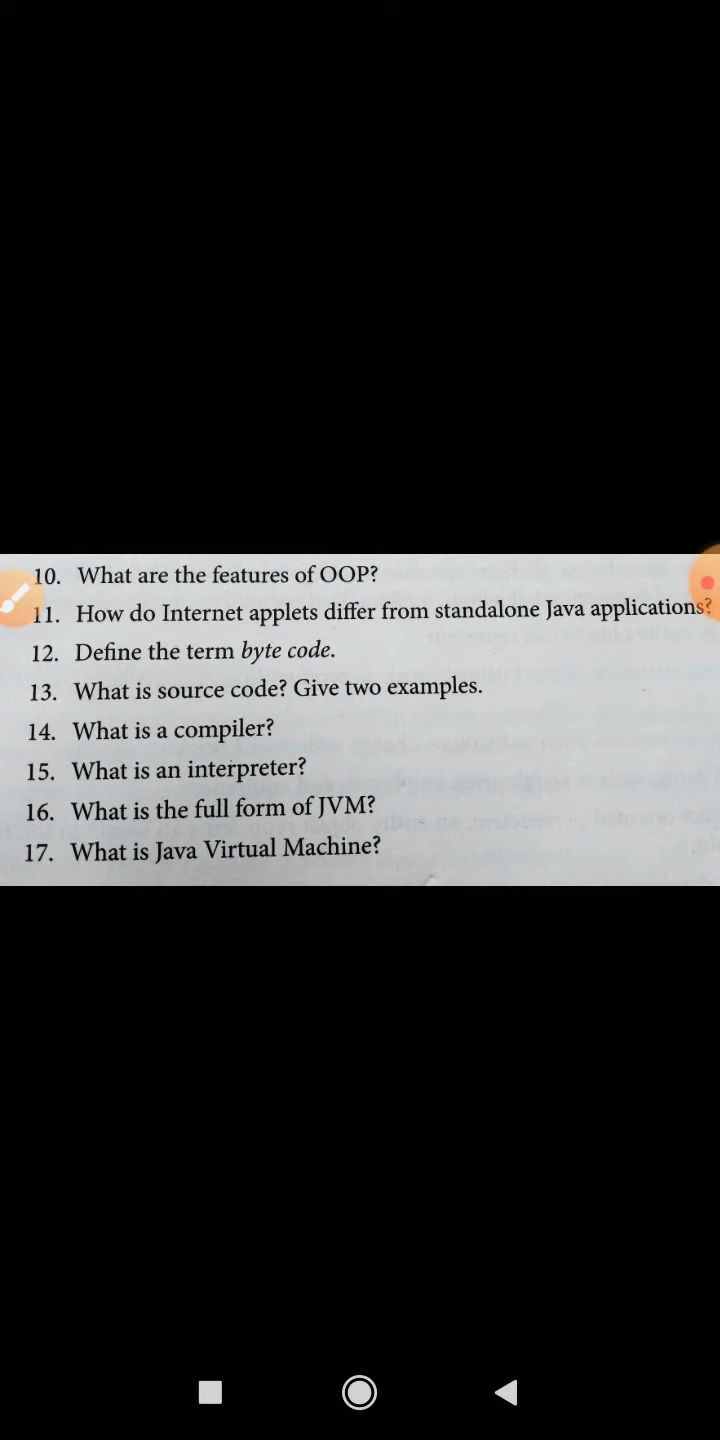 10. What are the features of OOP?
11. How do Internet applets differ from standalone Java applications?
12. Define the term byte code.
13. What is source code? Give two examples.
14. What is a compiler?
15. What is an interpreter?
16. What is the full form of JVM?
17. What is Java Virtual Machine?